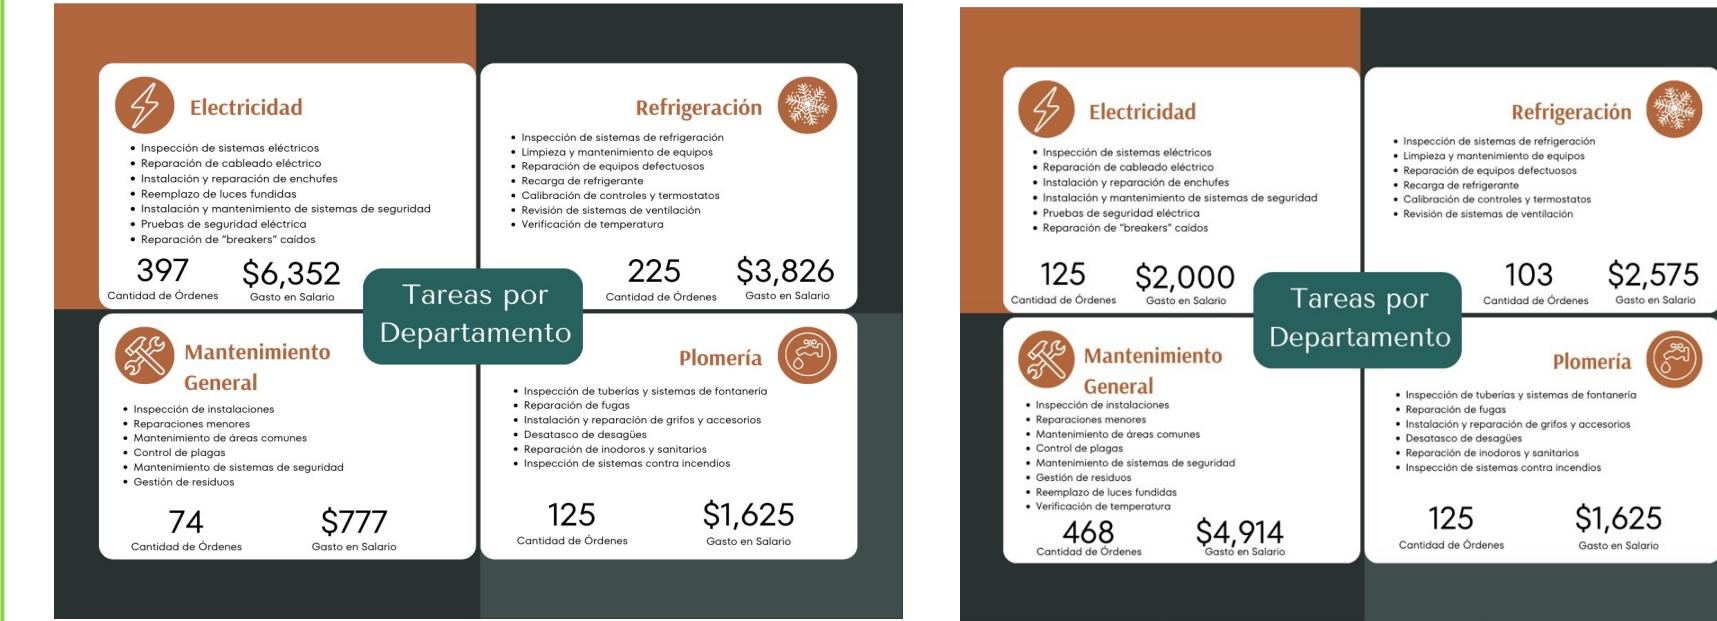 Electricidad
• Inspección de sistemas eléctricos
• Reparación de cableado eléctrico
• Instalación y reparación de enchufes
• Reemplazo de luces fundidas
• Instalación y mantenimiento de sistemas de seguridad
• Pruebas de seguridad eléctrica
• Reparación de "breakers" caídos
397
Cantidad de Órdenes
$6,352
Gasto en Salario
Refrigeración
• Inspección de sistemas de refrigeración
• Limpieza y mantenimiento de equipos
• Reparación de equipos defectuosos
• Recarga de refrigerante
• Calibración de controles y termostatos
• Revisión de sistemas de ventilación
• Verificación de temperatura
225
Cantidad de Órdenes
$3,826
Gasto en Salario
Tareas por
Departamento
Mantenimiento
General
• Inspección de instalaciones
• Reparaciones menores
• Mantenimiento de áreas comunes
• Control de plagas
• Mantenimiento de sistemas de seguridad
• Gestión de residuos
74
Cantidad de Órdenes
$777
Gasto en Salario
Plomería
• Inspección de tuberías y sistemas de fontanería
• Reparación de fugas
• Instalación y reparación de grifos y accesorios
• Desatasco de desagües
• Reparación de inodoros y sanitarios
• Inspección de sistemas contra incendios
125
Cantidad de Órdenes
$1,625
Gasto en Salario
Electricidad
• Inspección de sistemas eléctricos
• Reparación de cableado eléctrico
• Instalación y reparación de enchufes
• Instalación y mantenimiento de sistemas de seguridad
• Pruebas de seguridad eléctrica
• Reparación de "breakers" caídos
125
Cantidad de Órdenes
$2,000
Gasto en Salario
Refrigeración
• Inspección de sistemas de refrigeración
• Limpieza y mantenimiento de equipos
• Reparación de equipos defectuosos
• Recarga de refrigerante
• Calibración de controles y termostatos
• Revisión de sistemas de ventilación
103
Cantidad de Órdenes
$2,575
Gasto en Salario
Tareas por
Departamento
Mantenimiento
General
• Inspección de instalaciones
• Reparaciones menores
• Mantenimiento de áreas comunes
• Control de plagas
• Mantenimiento de sistemas de seguridad
• Gestión de residuos
• Reemplazo de luces fundidas
• Verificación de temperatura
468
Cantidad de Órdenes
$4,914
Gasto en Salario
Plomería
• Inspección de tuberías y sistemas de fontanería
• Reparación de fugas
• Instalación y reparación de grifos y accesorios
• Desatasco de desagües
• Reparación de inodoros y sanitarios
• Inspección de sistemas contra incendios
125
Cantidad de Órdenes
$1,625
Gasto en Salario